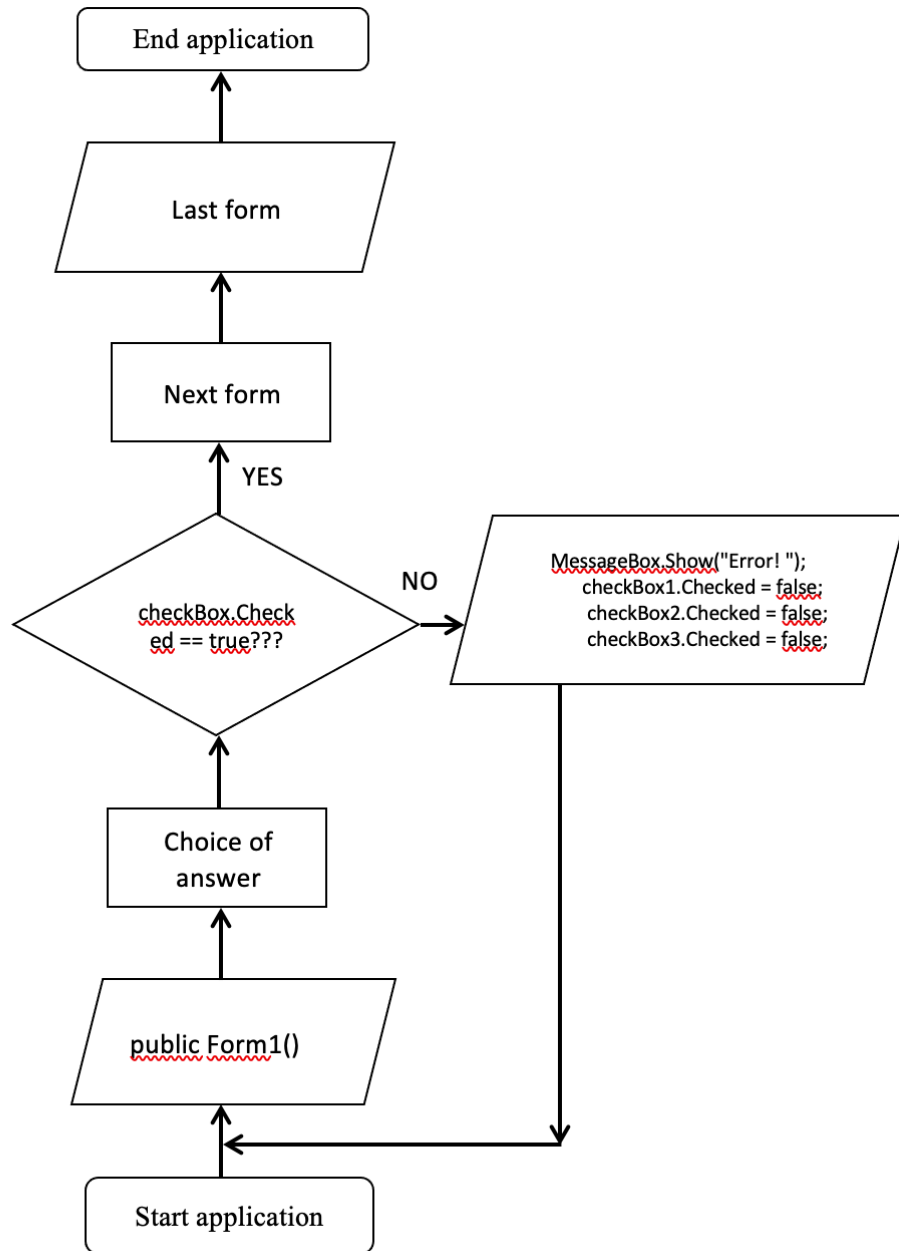 End application
Last form
Next form
YES
checkBox.Check
ed == true???
NO
MessageBox.Show("Error! ");
checkBox1.Checked = false;
checkBox2.Checked = false;
checkBox3.Checked = false;
Choice of
answer
public Form1()
Start application